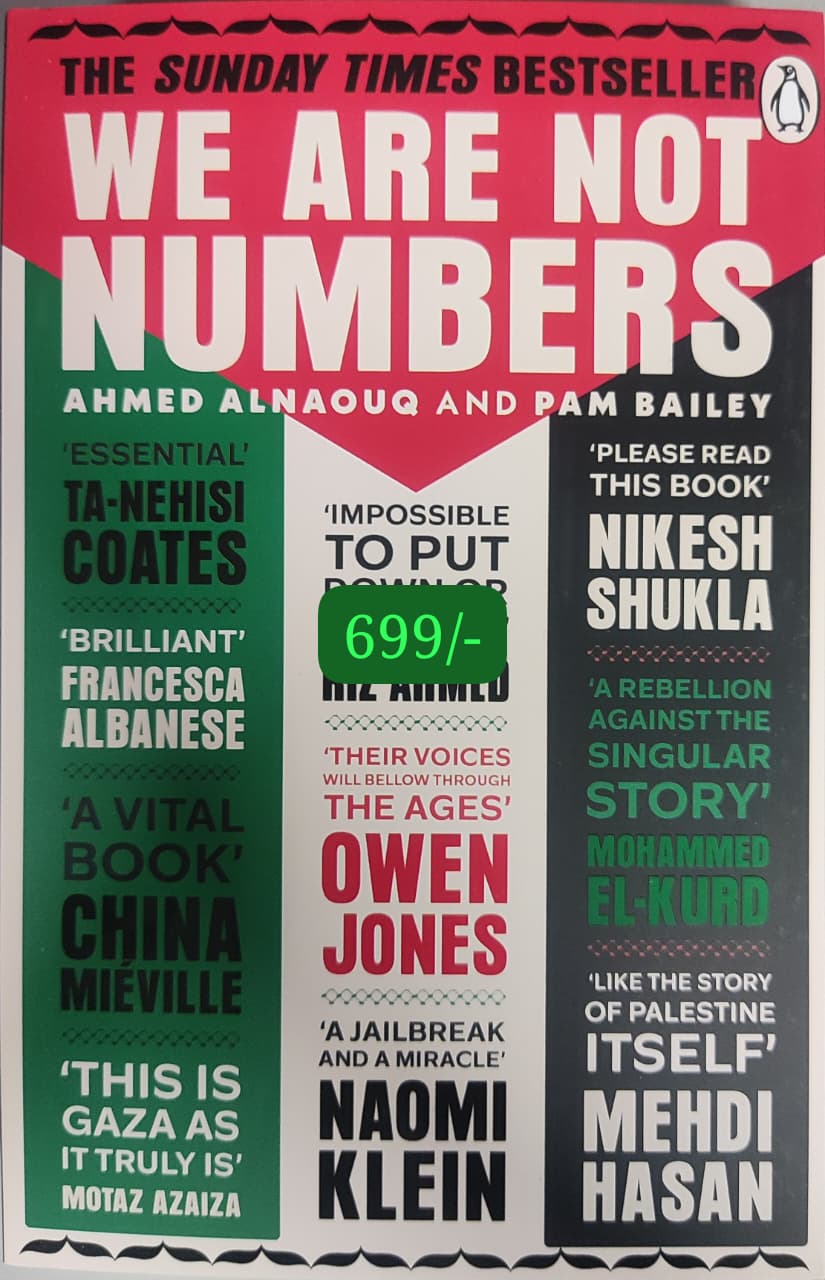 THE SUNDAY TIMES BESTSELLER
WE ARE NOT
NUMBERS
AHMED ALNAOUQ AND PAM BAILEY
'ESSENTIAL'
TA-NEHISI
COATES
'BRILLIANT'
FRANCESCA
ALBANESE
'A VITAL
BOOK'
CHINA
MIÉVILLE
'THIS IS
GAZA AS
IT TRULY IS'
MOTAZ AZAIZA
'IMPOSSIBLE
TO PUT
DOWN OR
699/-
RIZ AHMED
'THEIR VOICES
WILL BELLOW THROUGH
THE AGES'
OWEN
JONES
'A JAILBREAK
AND A MIRACLE'
NAOMI
KLEIN
'PLEASE READ
THIS BOOK'
NIKESH
SHUKLA
'A REBELLION
AGAINST THE
SINGULAR
STORY'
MOHAMMED
EL-KURD
'LIKE THE STORY
OF PALESTINE
ITSELF'
MEHDI
HASAN